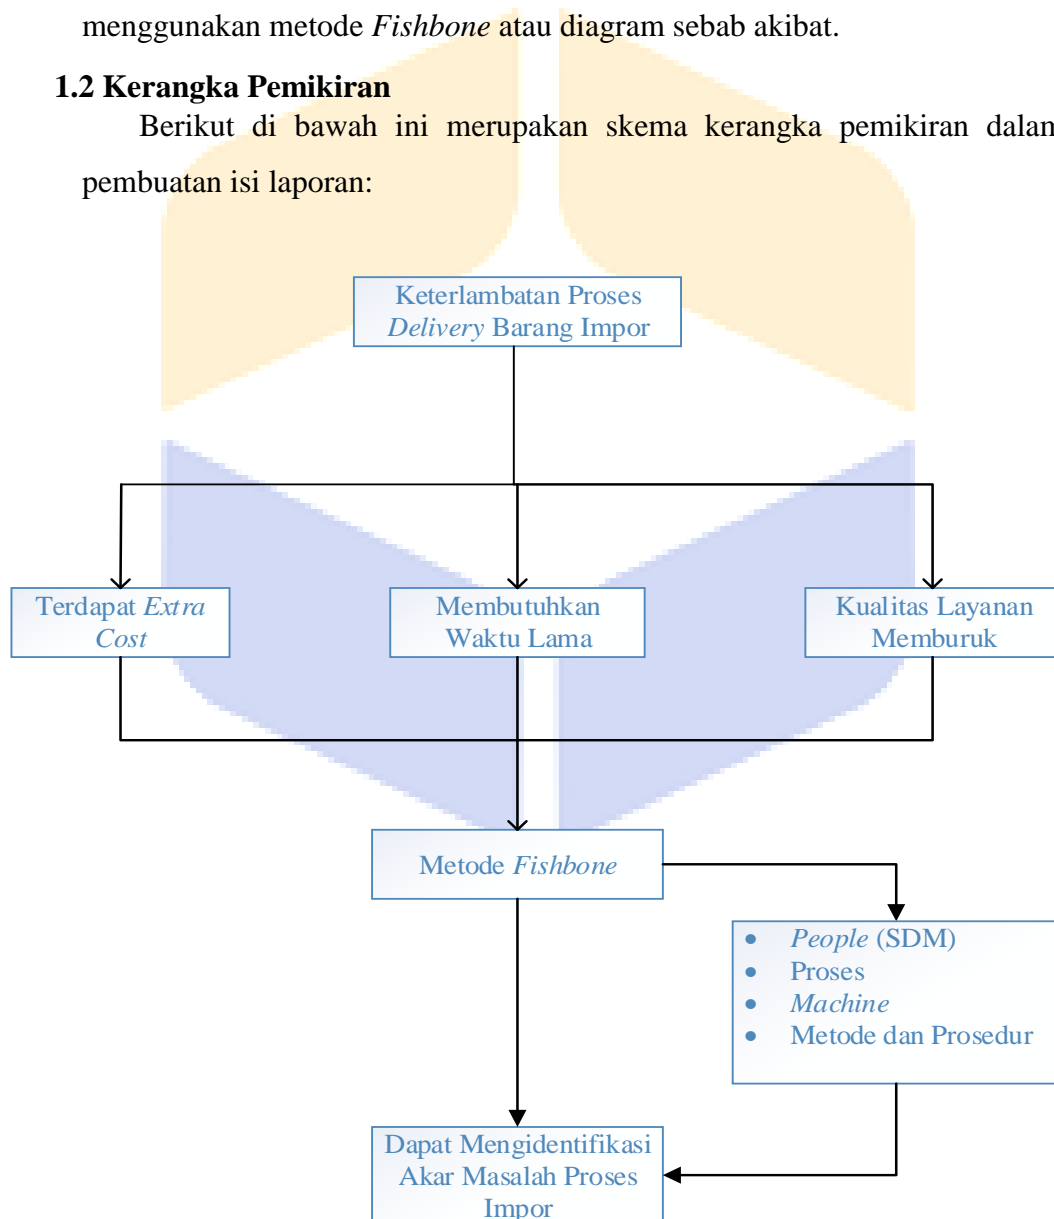 menggunakan metode Fishbone atau diagram sebab akibat.
1.2 Kerangka Pemikiran
Berikut di bawah ini merupakan skema kerangka pemikiran dalam
pembuatan isi laporan:
Keterlambatan Proses
Delivery Barang Impor
Terdapat Extra
Cost
Membutuhkan
Waktu Lama
Kualitas Layanan
Memburuk
Metode Fishbone
• People (SDM)
• Proses
• Machine
• Metode dan Prosedur
Dapat Mengidentifikasi
Akar Masalah Proses
Impor